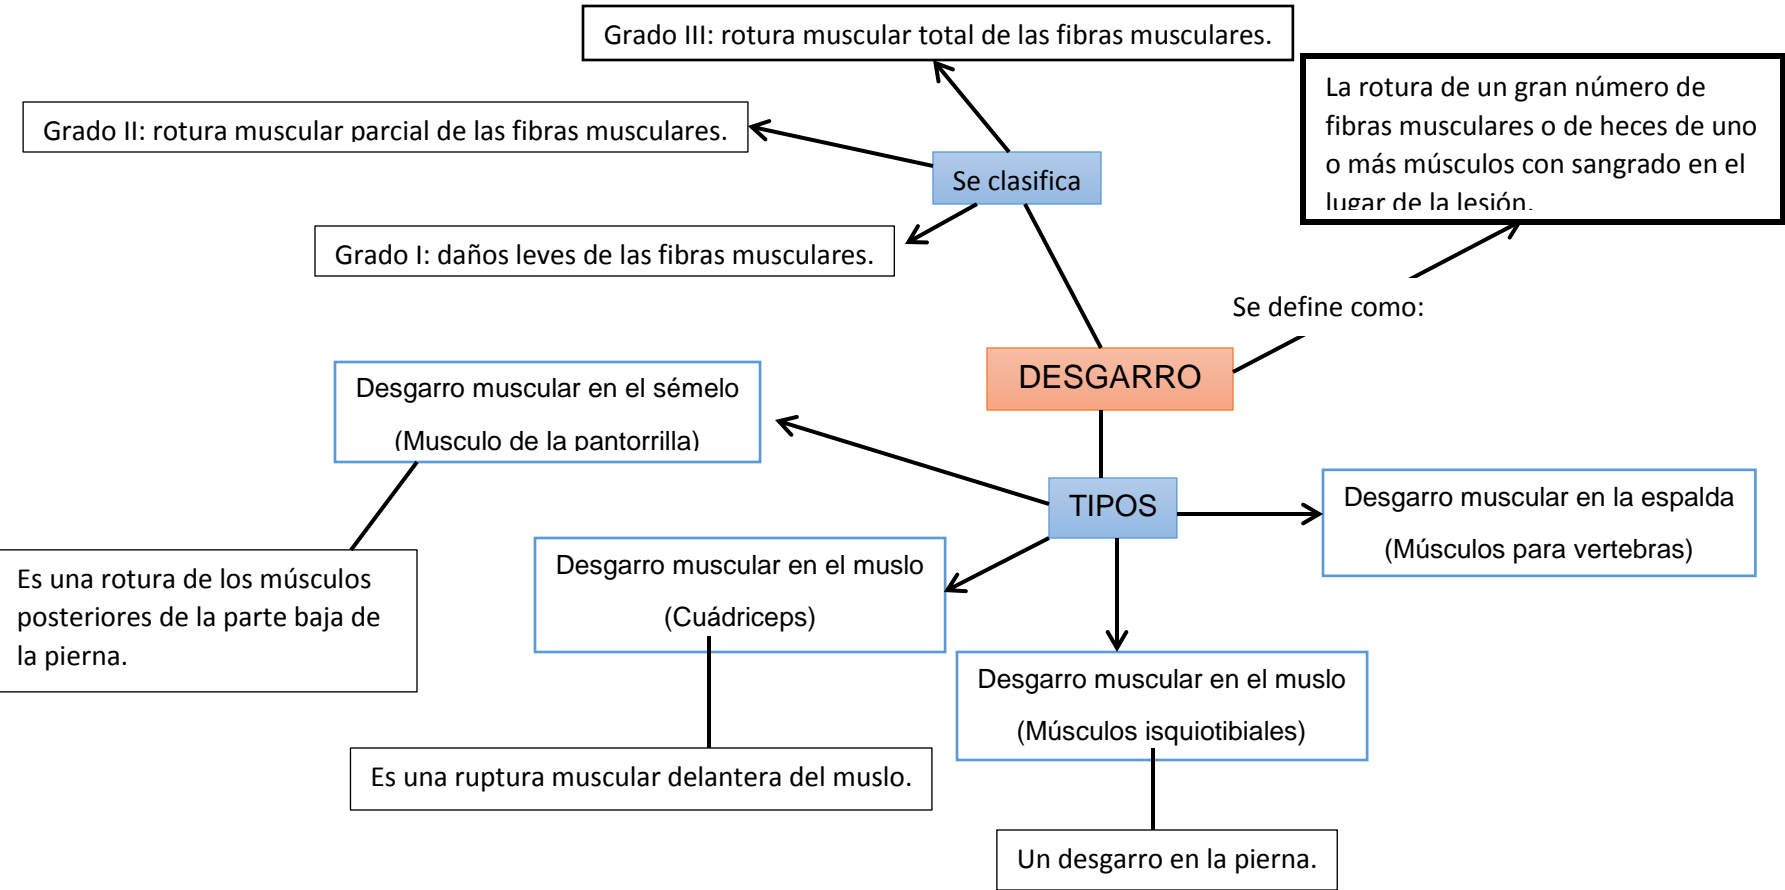 Grado III: rotura muscular total de las fibras musculares.
La rotura de un gran número de
fibras musculares o de heces de uno
o más músculos con sangrado en el
lugar de la lesión.
Grado II: rotura muscular parcial de las fibras musculares.
Se clasifica
Grado I: daños leves de las fibras musculares.
Se define como:
DESGARRO
Desgarro muscular en el sémelo
(Musculo de la pantorrilla)
TIPOS
Desgarro muscular en la espalda
(Músculos para vertebras)
Desgarro muscular en el muslo
(Cuádriceps)
Es una rotura de los músculos
posteriores de la parte baja de
la pierna.
Desgarro muscular en el muslo
(Músculos isquiotibiales)
Es una ruptura muscular delantera del muslo.
Un desgarro en la pierna.